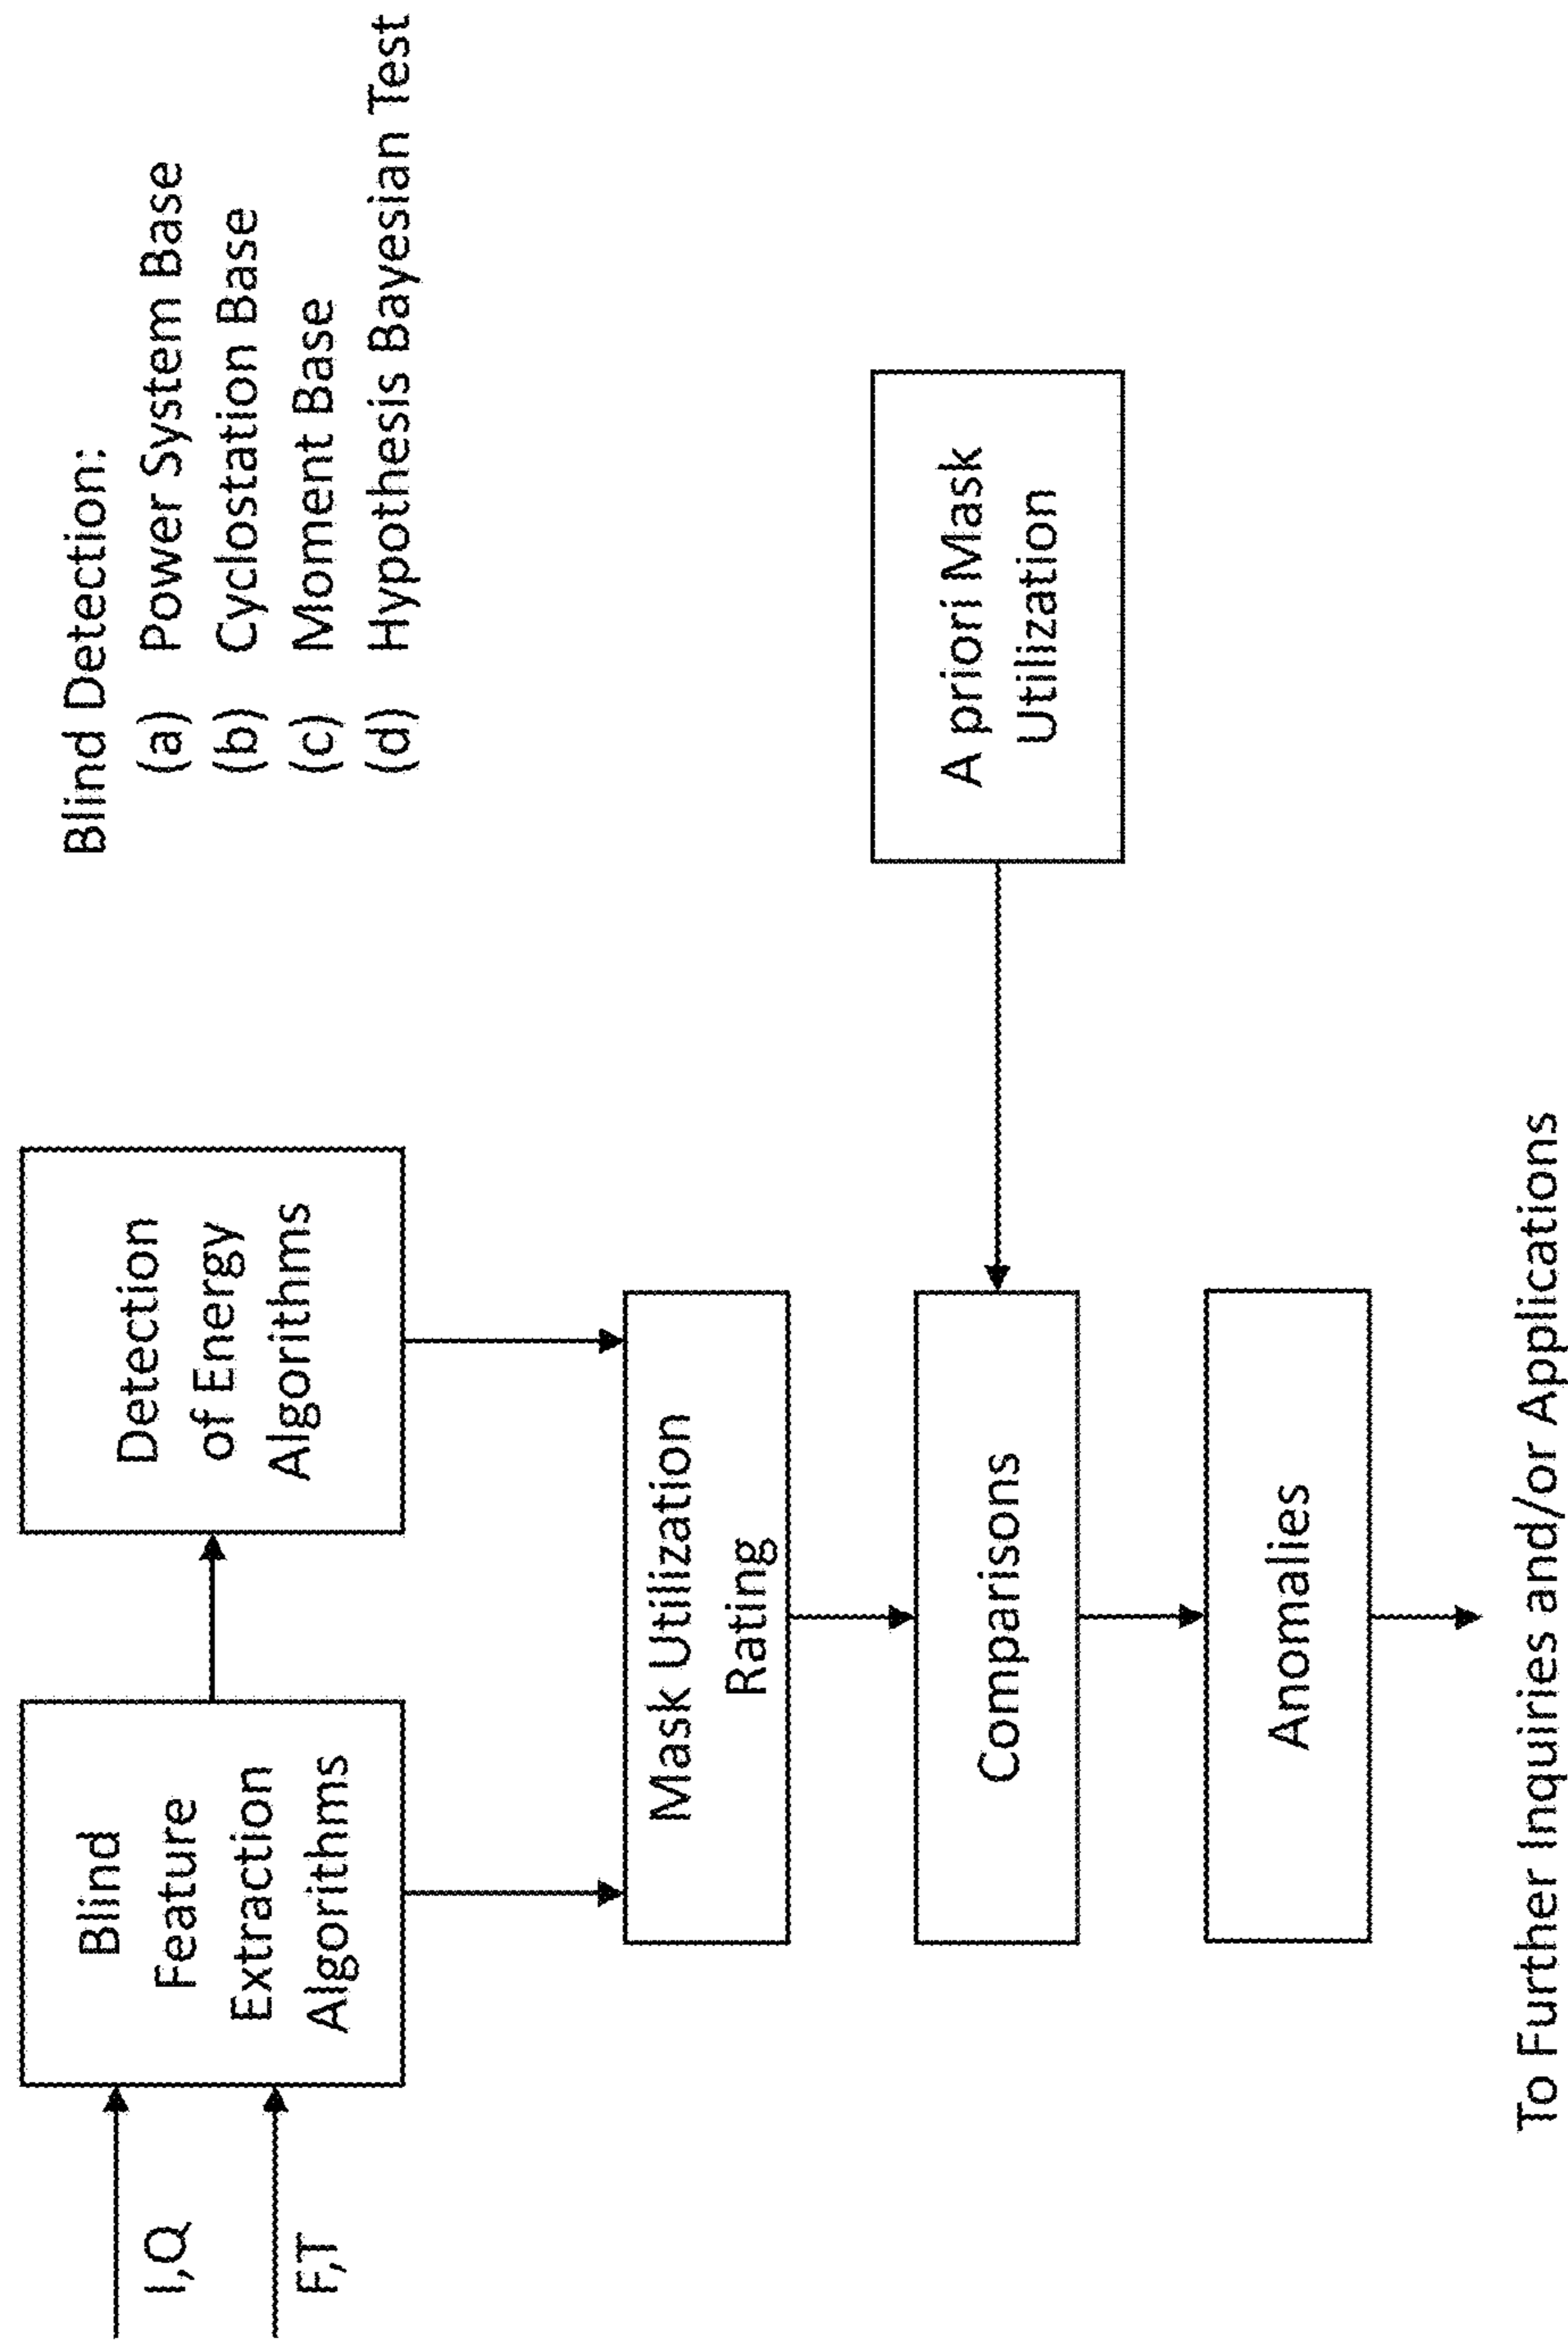 I,Q
F,T
Blind
Feature
Extraction
Algorithms
Detection
of Energy
Algorithms
Blind Detection:
(a) Power System Base
(b) Cyclostation Base
(c) Moment Base
(d) Hypothesis Bayesian Test
Mask Utilization
Rating
Comparisons
A priori Mask
Utilization
Anomalies
To Further Inquiries and/or Applications